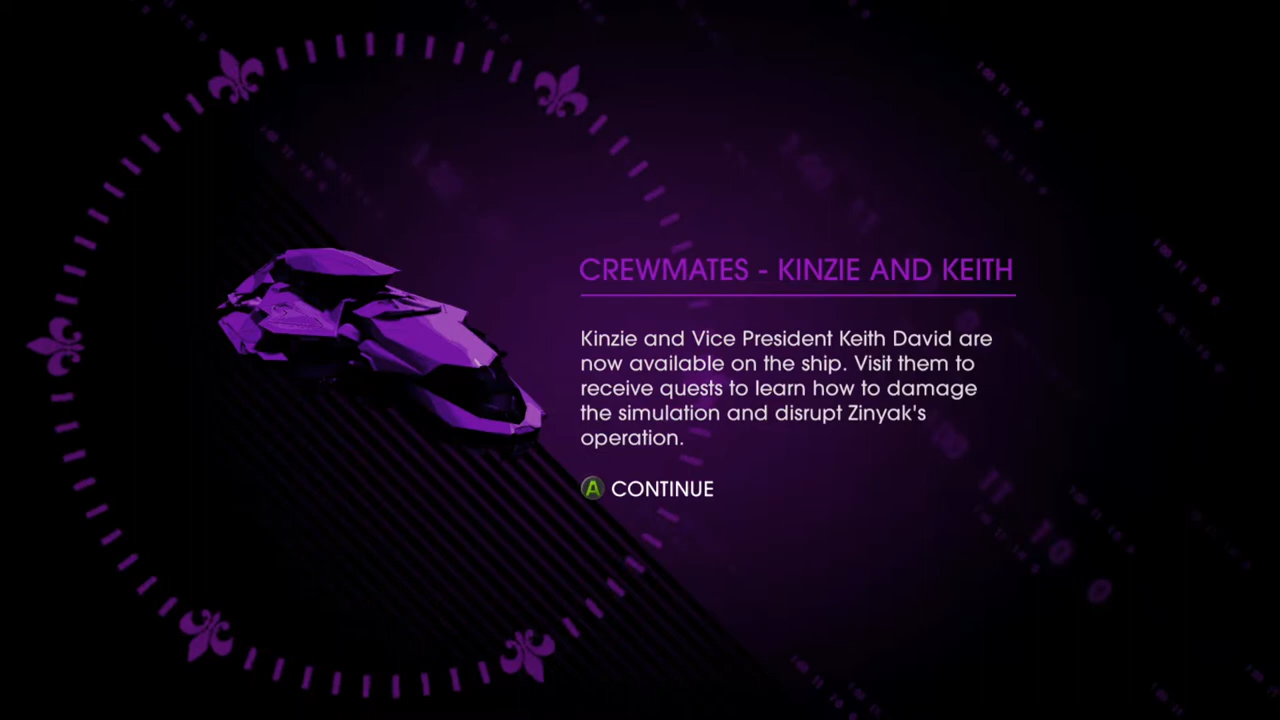 CREWMATES - KINZIE AND KEITH
Kinzie and Vice President Keith David are
now available on the ship. Visit them to
receive quests to learn how to damage
the simulation and disrupt Zinyak's
operation.
A CONTINUE